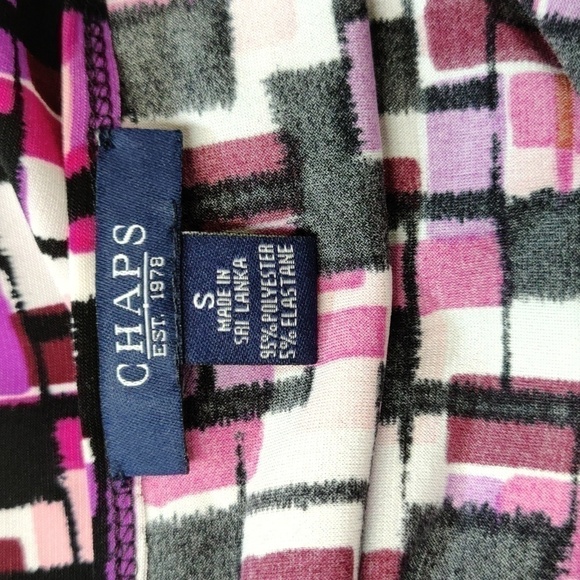 CHAPS
EST. 1978
S
MADE IN
SRI LANKA
95% POLYESTER
5% ELASTANE